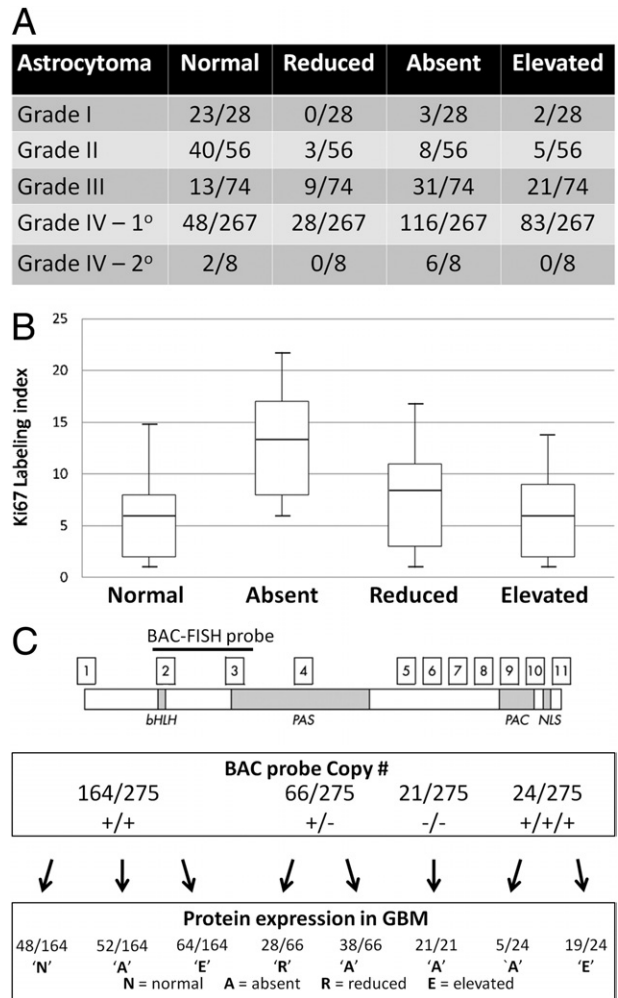 A
Astrocytoma Normal Reduced Absent Elevated
Grade I 23/28 0/28 3/28 2/28
Grade II 40/56 3/56 8/56 5/56
Grade III 13/74 9/74 31/74 21/74
Grade IV – 1º 48/267 28/267 116/267 83/267
Grade IV – 2º 2/8 0/8 6/8 0/8
B
Ki67 Labeling index
25
20
15
10
5
0
Normal Absent Reduced Elevated
C
BAC-FISH probe
1 2 3 4 5 6 7 8 9 10 11
bHLH PAS PAC NLS
BAC probe Copy #
164/275 66/275 21/275 24/275
+/+ +/- -/- +/+/+
Protein expression in GBM
48/164 52/164 64/164 28/66 38/66 21/21 5/24 19/24
‘N’ ‘A’ ‘E’ ‘R’ ‘A’ ‘A’ `A’ ‘E’
N = normal A = absent R = reduced E = elevated